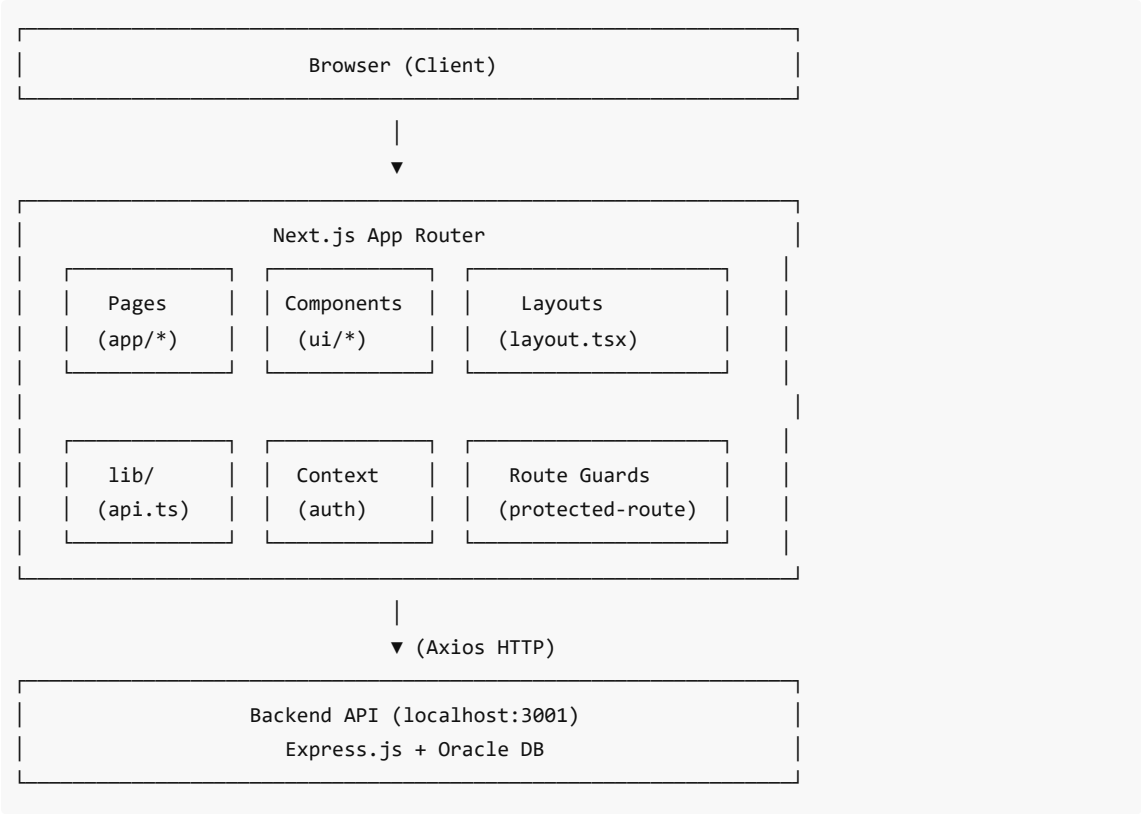 Browser (Client)
▼
Next.js App Router
Pages Components Layouts
(app/*) (ui/*) (layout.tsx)
lib/ Context Route Guards
(api.ts) (auth) (protected-route)
▼ (Axios HTTP)
Backend API (localhost:3001)
Express.js + Oracle DB